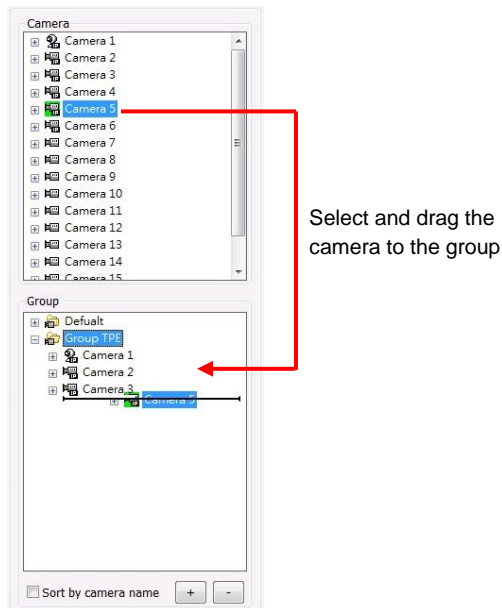 Camera
Camera 1
Camera 2
Camera 3
Camera 4
Camera 5
Camera 6
Camera 7
Camera 8
Camera 9
Camera 10
Camera 11
Camera 12
Camera 13
Camera 14
Camera 15
Select and drag the
camera to the group
Group
Defualt
Group TPE
Camera 1
Camera 2
Camera 3
Camera 5
Sort by camera name + -